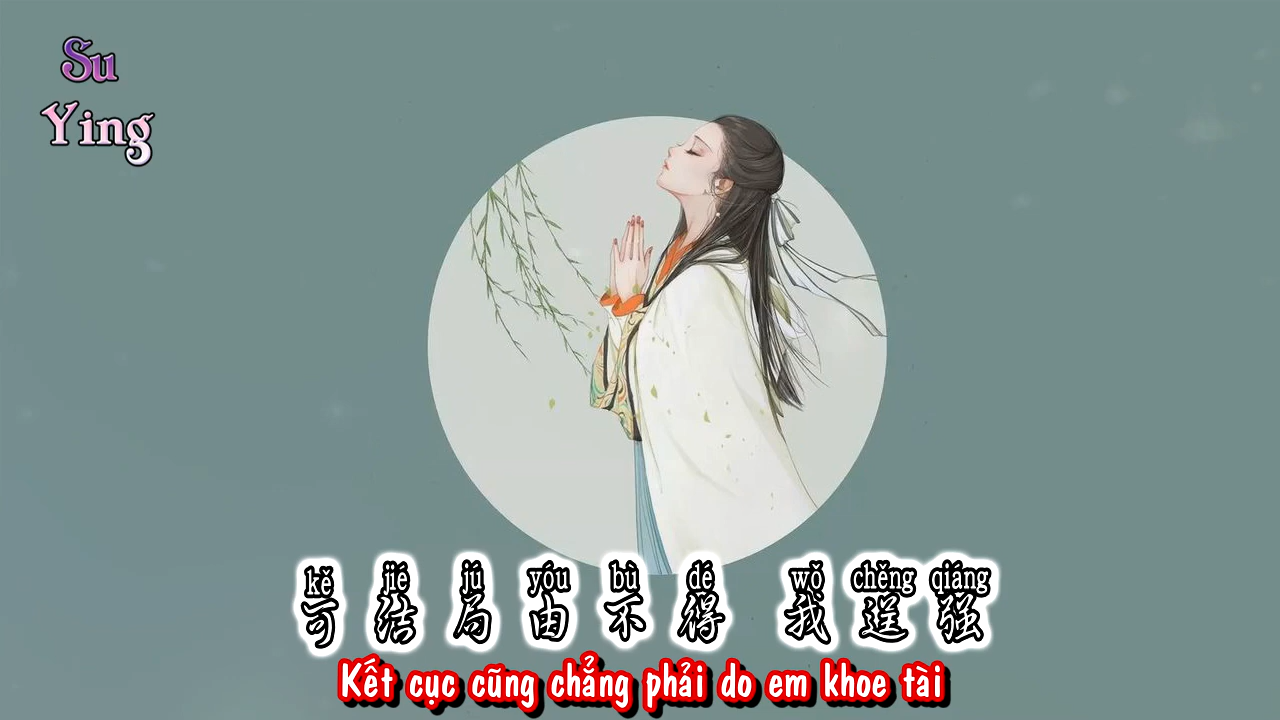 Su
Ying
kě jié jú yóu bù dé wǒ chěng qiáng
可结局由不得 我逞强
Kết cục cũng chẳng phải do em khoe tài